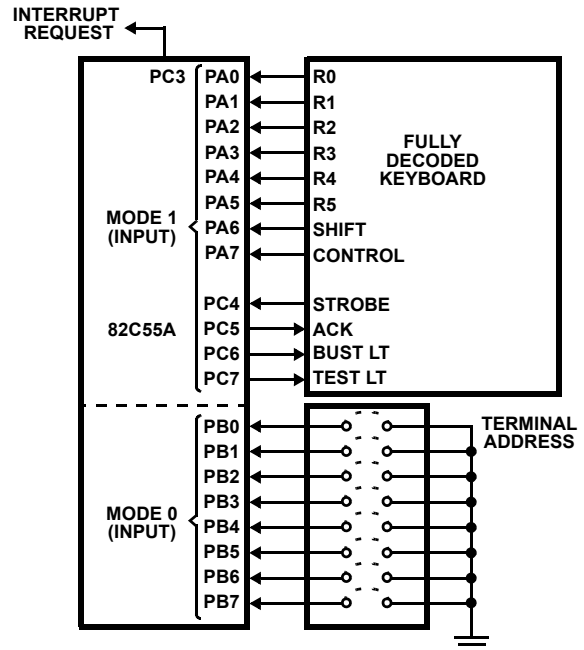 INTERRUPT
REQUEST
PC3 PA0 R0
PA1 R1
PA2 R2
PA3 R3
PA4 R4
PA5 R5
PA6 SHIFT
PA7 CONTROL
FULLY
DECODED
KEYBOARD
MODE 1
(INPUT)
PC4 STROBE
82C55A PC5 ACK
PC6 BUST LT
PC7 TEST LT
PB0
PB1
PB2
PB3
PB4
PB5
PB6
PB7
MODE 0
(INPUT)
TERMINAL
ADDRESS